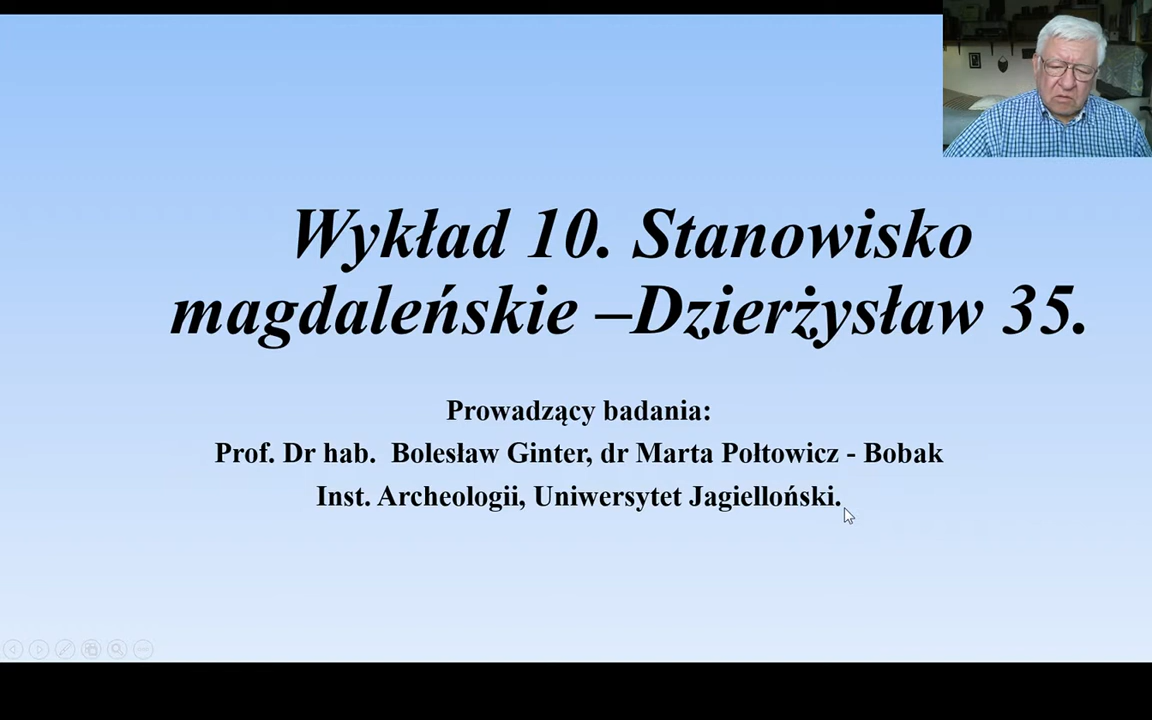 Wykład 10. Stanowisko
magdaleńskie –Dzierżysław 35.
Prowadzący badania:
Prof. Dr hab.  Bolesław Ginter, dr Marta Połtowicz - Bobak
Inst. Archeologii, Uniwersytet Jagielloński.